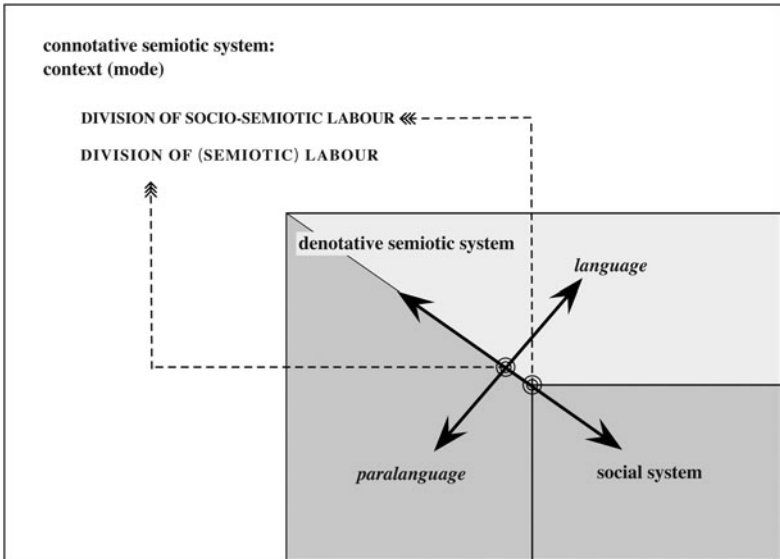 connotative semiotic system:
context (mode)
DIVISION OF SOCIO-SEMIOTIC LABOUR
DIVISION OF (SEMIOTIC) LABOUR
denotative semiotic system
language
paralanguage
social system